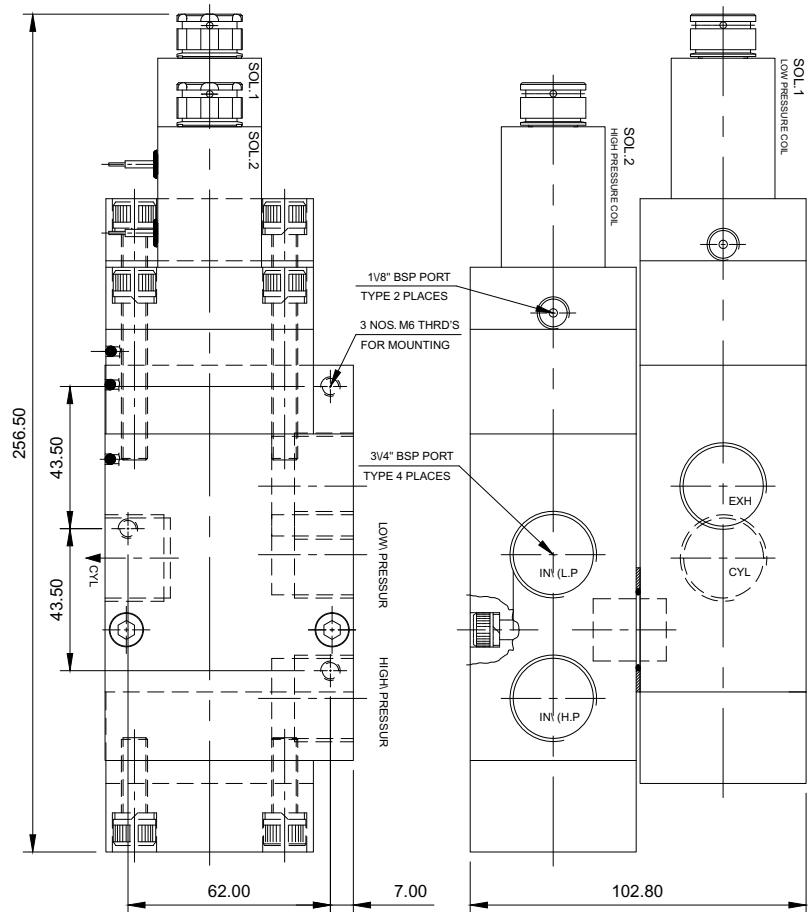 SOL.1
SOL.2
SOL.2
HIGH PRESSURE COIL
SOL.1
LOW PRESSURE COIL
1\/8" BSP PORT
TYPE 2 PLACES
3 NOS. M6 THRD'S
FOR MOUNTING
3\/4" BSP PORT
TYPE 4 PLACES
256.50
43.50
43.50
CYL
LOW\ PRESSUR
HIGH\ PRESSUR
IN\' (L.P
IN\' (H.P
EXH
CYL
62.00
7.00
102.80